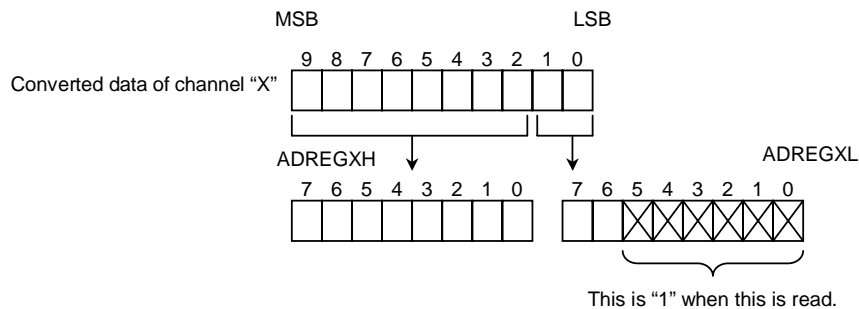 MSB LSB
9 8 7 6 5 4 3 2 1 0
Converted data of channel “X”
ADREGXH ADREGXL
7 6 5 4 3 2 1 0 7 6 5 4 3 2 1 0
This is “1” when this is read.